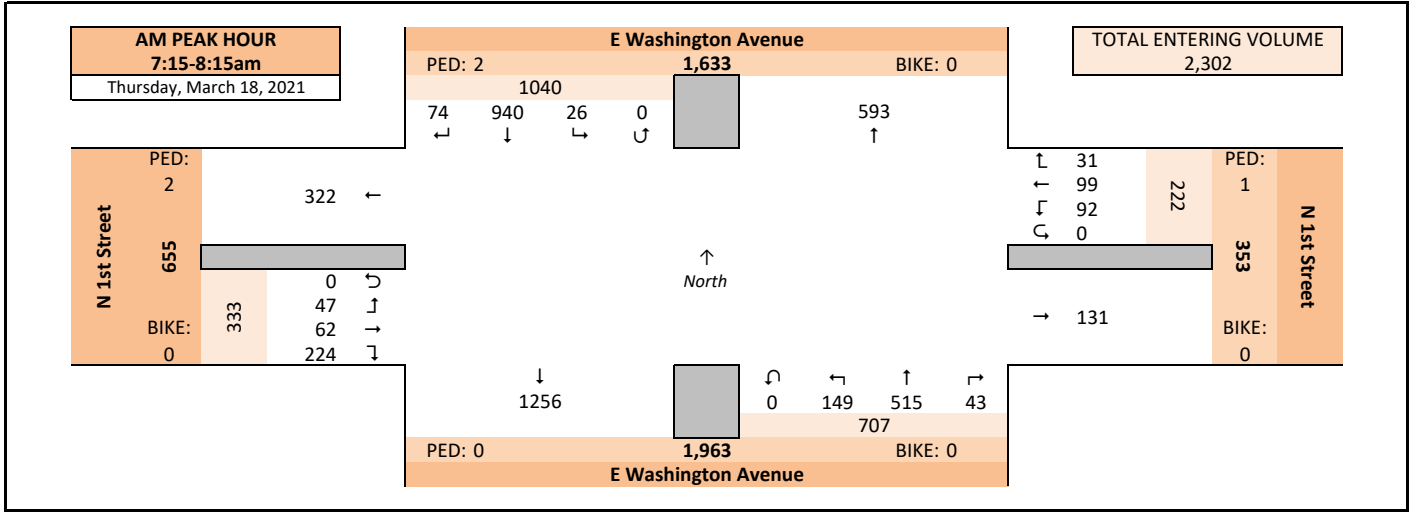 AM PEAK HOUR
7:15-8:15am
Thursday, March 18, 2021
E Washington Avenue
PED: 2 1,633 BIKE: 0
1040
74 940 26 0
593
TOTAL ENTERING VOLUME
2,302
N 1st Street
PED:
2
655
BIKE:
0
322
333
0
47
62
224
↑
North
31
99
92
0
222
PED:
1
353
BIKE:
0
N 1st Street
131
1256
0 149 515 43
707
PED: 0 1,963 BIKE: 0
E Washington Avenue